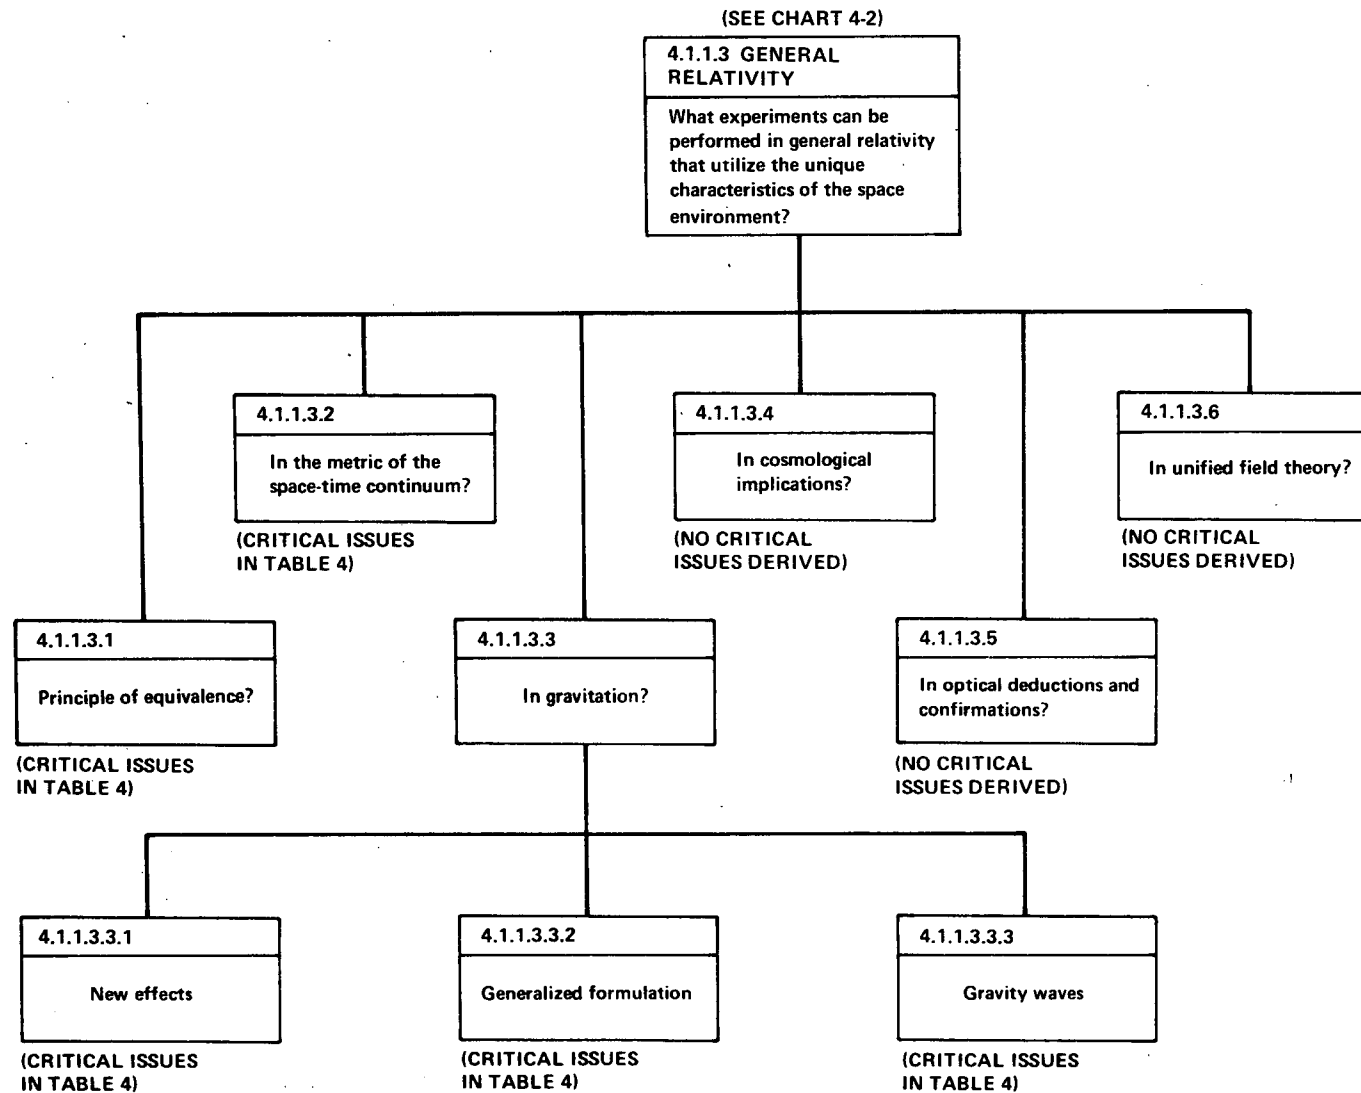 (SEE CHART 4-2)
4.1.1.3 GENERAL
RELATIVITY
What experiments can be
performed in general relativity
that utilize the unique
characteristics of the space
environment?
4.1.1.3.2
In the metric of the
space-time continuum?
(CRITICAL ISSUES
IN TABLE 4)
4.1.1.3.4
In cosmological
implications?
(NO CRITICAL
ISSUES DERIVED)
4.1.1.3.6
In unified field theory?
(NO CRITICAL
ISSUES DERIVED)
4.1.1.3.1
Principle of equivalence?
(CRITICAL ISSUES
IN TABLE 4)
4.1.1.3.3
In gravitation?
4.1.1.3.5
In optical deductions and
confirmations?
(NO CRITICAL
ISSUES DERIVED)
4.1.1.3.3.1
New effects
(CRITICAL ISSUES
IN TABLE 4)
4.1.1.3.3.2
Generalized formulation
(CRITICAL ISSUES
IN TABLE 4)
4.1.1.3.3.3
Gravity waves
(CRITICAL ISSUES
IN TABLE 4)